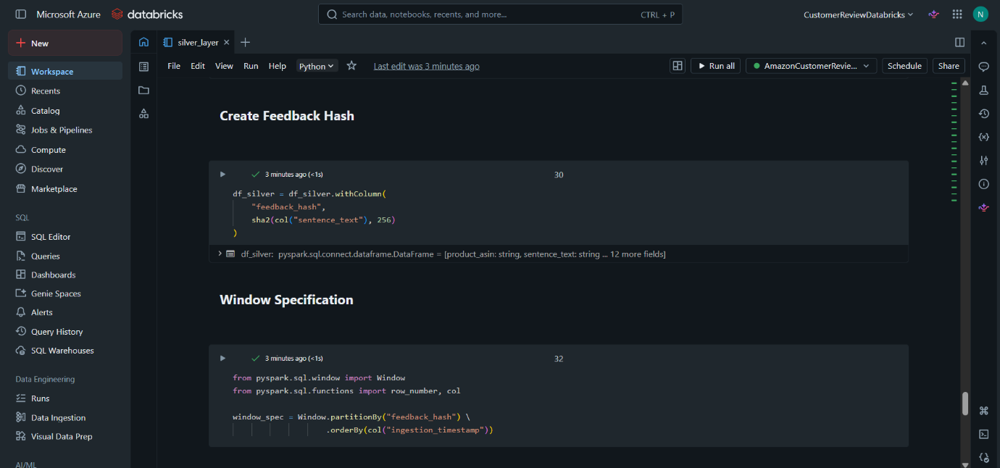 Microsoft Azure databricks
Search data, notebooks, recents, and more... CTRL + P
CustomerReviewDatabricks
N
New
Workspace
Recents
Catalog
Jobs & Pipelines
Compute
Discover
Marketplace
SQL
SQL Editor
Queries
Dashboards
Genie Spaces
Alerts
Query History
SQL Warehouses
Data Engineering
Runs
Data Ingestion
Visual Data Prep
AI/ML
silver_layer
File Edit View Run Help Python Last edit was 3 minutes ago
Run all AmazonCustomerRevie... Schedule Share
Create Feedback Hash
3 minutes ago (<1s) 30
df_silver = df_silver.withColumn(
"feedback_hash",
sha2(col("sentence_text"), 256)
)
df_silver: pyspark.sql.connect.dataframe.DataFrame = [product_asin: string, sentence_text: string ... 12 more fields]
Window Specification
3 minutes ago (<1s) 32
from pyspark.sql.window import Window
from pyspark.sql.functions import row_number, col
window_spec = Window.partitionBy("feedback_hash") \
.orderBy(col("ingestion_timestamp"))